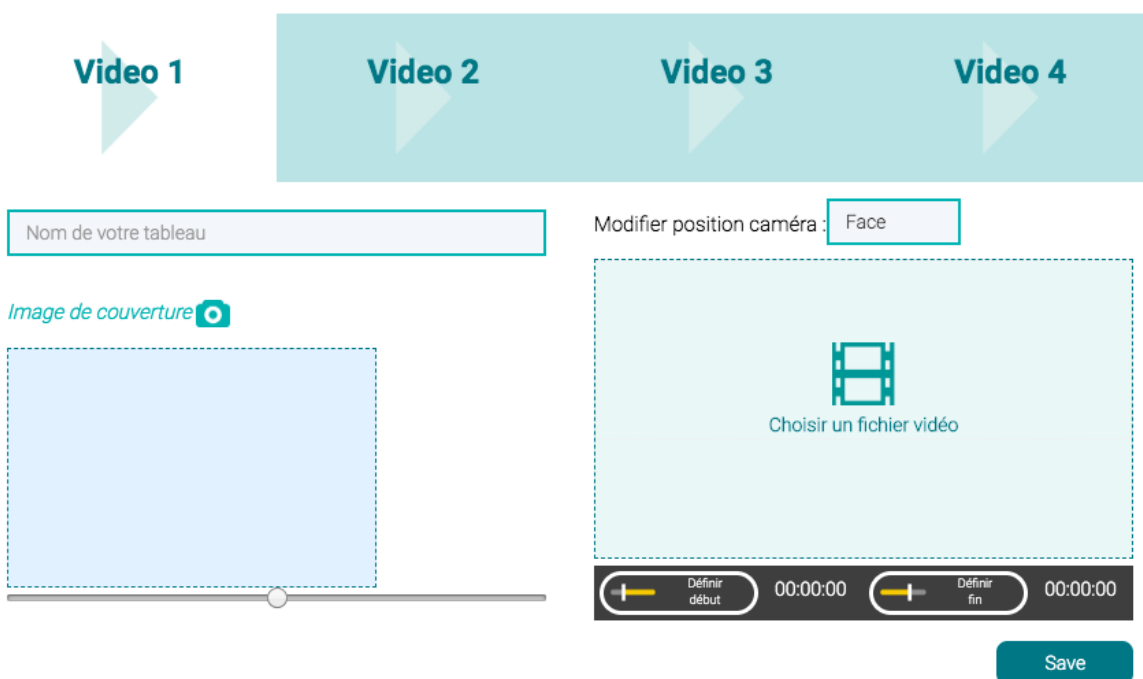 Video 1
Video 2
Video 3
Video 4
Nom de votre tableau
Modifier position caméra :
Face
Image de couverture
Choisir un fichier vidéo
Définir
début
00:00:00
Définir
fin
00:00:00
Save